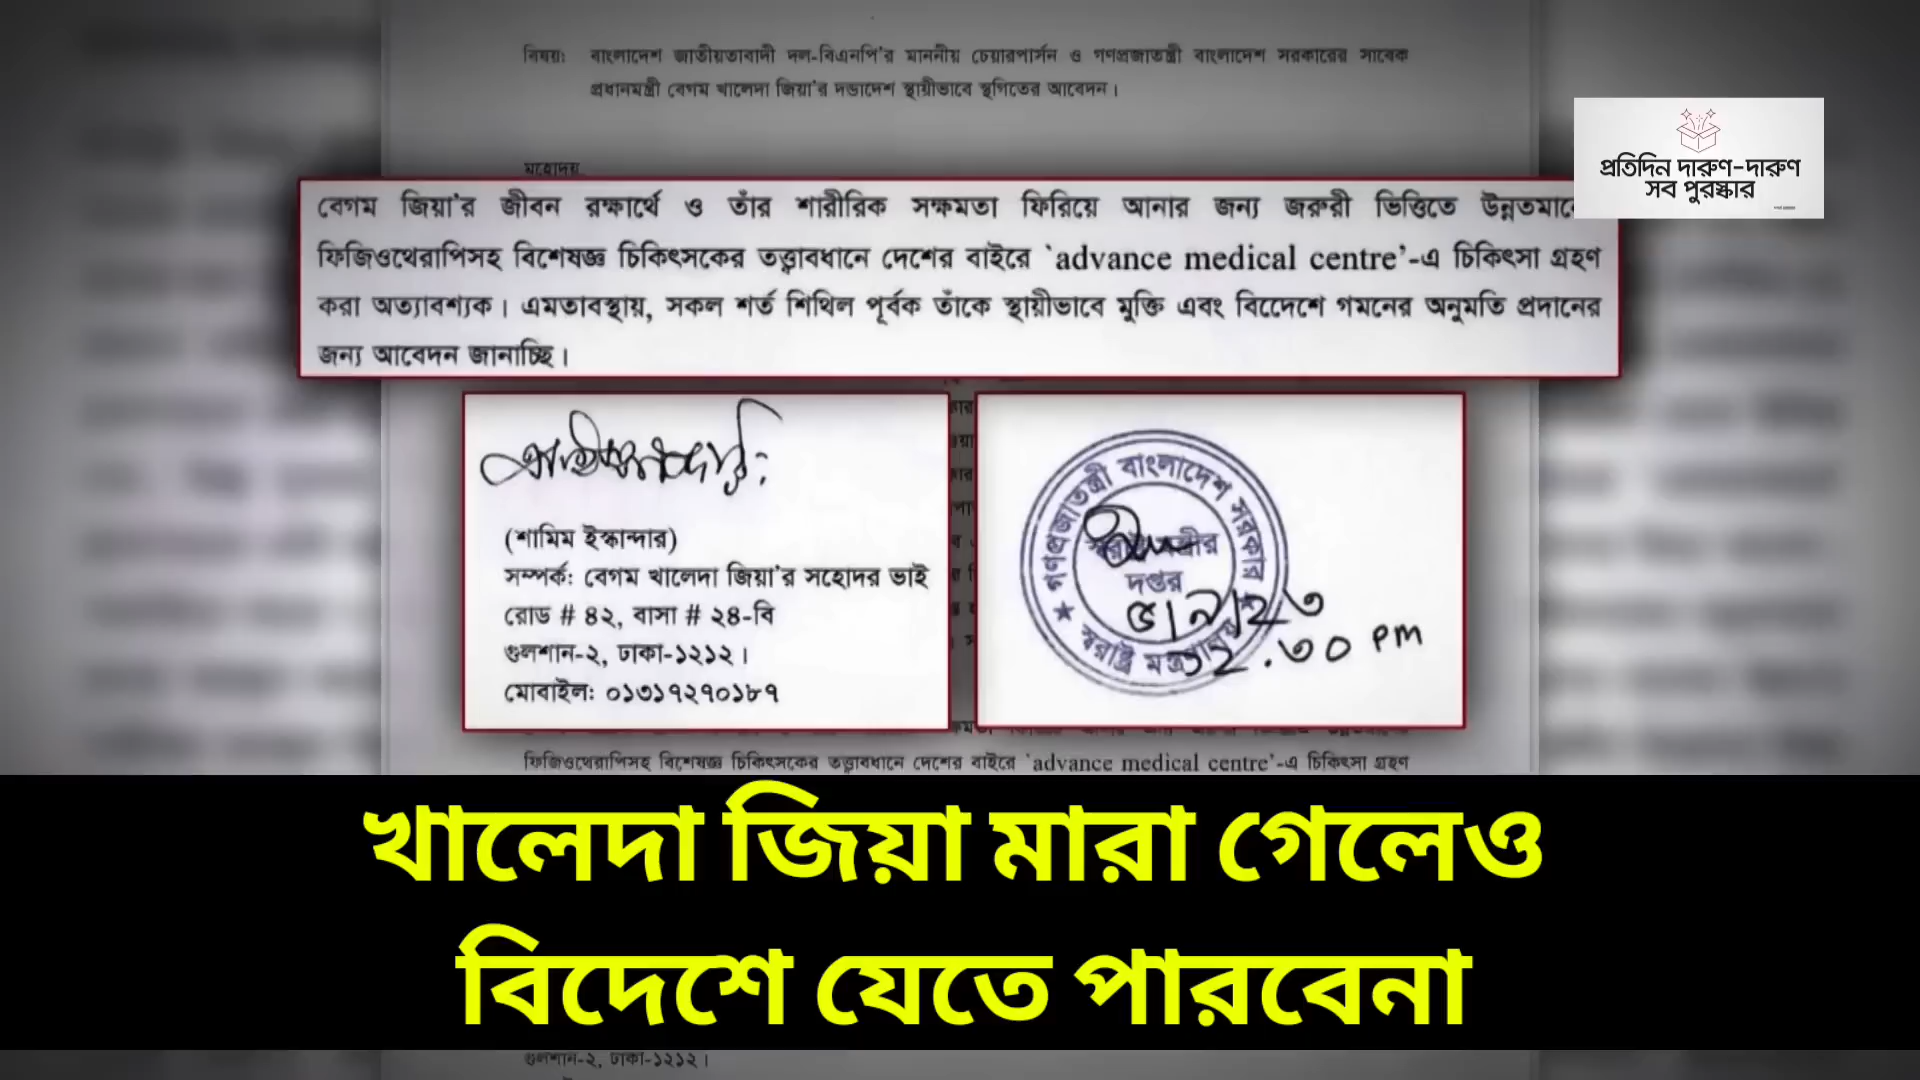 বিষয়: বাংলাদেশ জাতীয়তাবাদী দল-বিএনপি'র মাননীয় চেয়ারপার্সন ও গণপ্রজাতন্ত্রী বাংলাদেশ সরকারের সাবেক
প্রধানমন্ত্রী বেগম খালেদা জিয়া'র দন্ডাদেশ স্থায়ীভাবে স্থগিতের আবেদন।
প্রতিদিন দারুণ-দারুণ
সব পুরস্কার
মহোদয়
বেগম জিয়া'র জীবন রক্ষার্থে ও তাঁর শারীরিক সক্ষমতা ফিরিয়ে আনার জন্য জরুরী ভিত্তিতে
ফিজিওথেরাপিসহ বিশেষজ্ঞ চিকিৎসকের তত্ত্বাবধানে দেশের বাইরে `advance medical centre'-এ চিকিৎসা গ্রহণ
করা অত্যাবশ্যক। এমতাবস্থায়, সকল শর্ত শিথিল পূর্বক তাঁকে স্থায়ীভাবে মুক্তি এবং বিদেেশে গমনের অনুমতি প্রদানের
জন্য আবেদন জানাচ্ছি।
(শামিম ইস্কান্দার)
সম্পর্ক: বেগম খালেদা জিয়া'র সহোদর ভাই
রোড # ৪২, বাসা # ২৪-বি
গুলশান-২, ঢাকা-১২১২।
মোবাইল: ০১৩১৭২৭০১৮৭
গণপ্রজাতন্ত্রী বাংলাদেশ সরকার
দপ্তর
স্বরাষ্ট্র মন্ত্রণালয়
৫/৯/২৩
১২.৩০ PM
ফিজিওথেরাপিসহ বিশেষজ্ঞ চিকিৎসকের তত্ত্বাবধানে দেশের বাইরে `advance medical centre'-এ চিকিৎসা গ্রহণ
খালেদা জিয়া মারা গেলেও
বিদেশে যেতে পারবেনা
গুলশান-২, ঢাকা-১২১২।